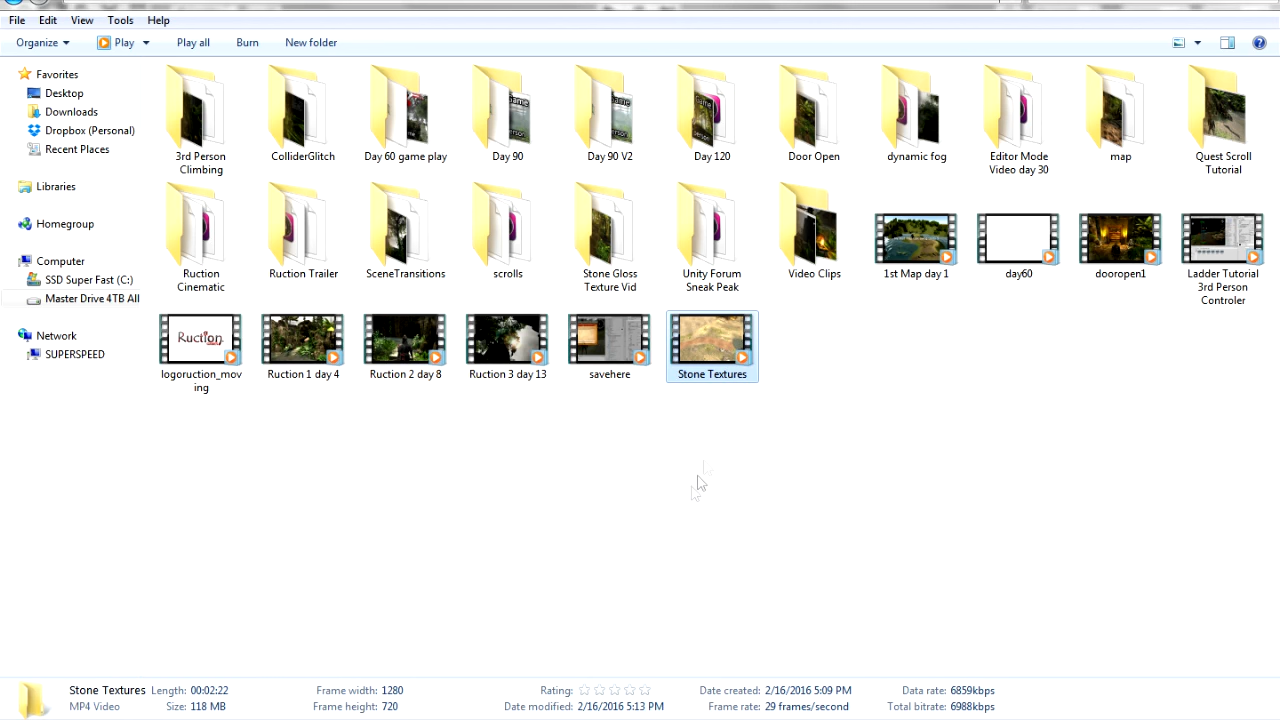 File Edit View Tools Help
Organize Play Play all Burn New folder
Favorites
Desktop
Downloads
Dropbox (Personal)
Recent Places
Libraries
Homegroup
Computer
SSD Super Fast (C:)
Master Drive 4TB All
Network
SUPERSPEED
3rd Person
Climbing
ColliderGlitch
Day 60 game play
Day 90
Day 90 V2
Day 120
Door Open
dynamic fog
Editor Mode
Video day 30
map
Quest Scroll
Tutorial
Ruction
Cinematic
Ruction Trailer
SceneTransitions
scrolls
Stone Gloss
Texture Vid
Unity Forum
Sneak Peak
Video Clips
1st Map day 1
day60
dooropen1
Ladder Tutorial
3rd Person
Controler
Ruction
logoruction_mov
ing
Ruction 1 day 4
Ruction 2 day 8
Ruction 3 day 13
savehere
Stone Textures
Stone Textures Length: 00:02:22 Frame width: 1280 Rating: Date created: 2/16/2016 5:09 PM Data rate: 6859kbps
MP4 Video Size: 118 MB Frame height: 720 Date modified: 2/16/2016 5:13 PM Frame rate: 29 frames/second Total bitrate: 6988kbps